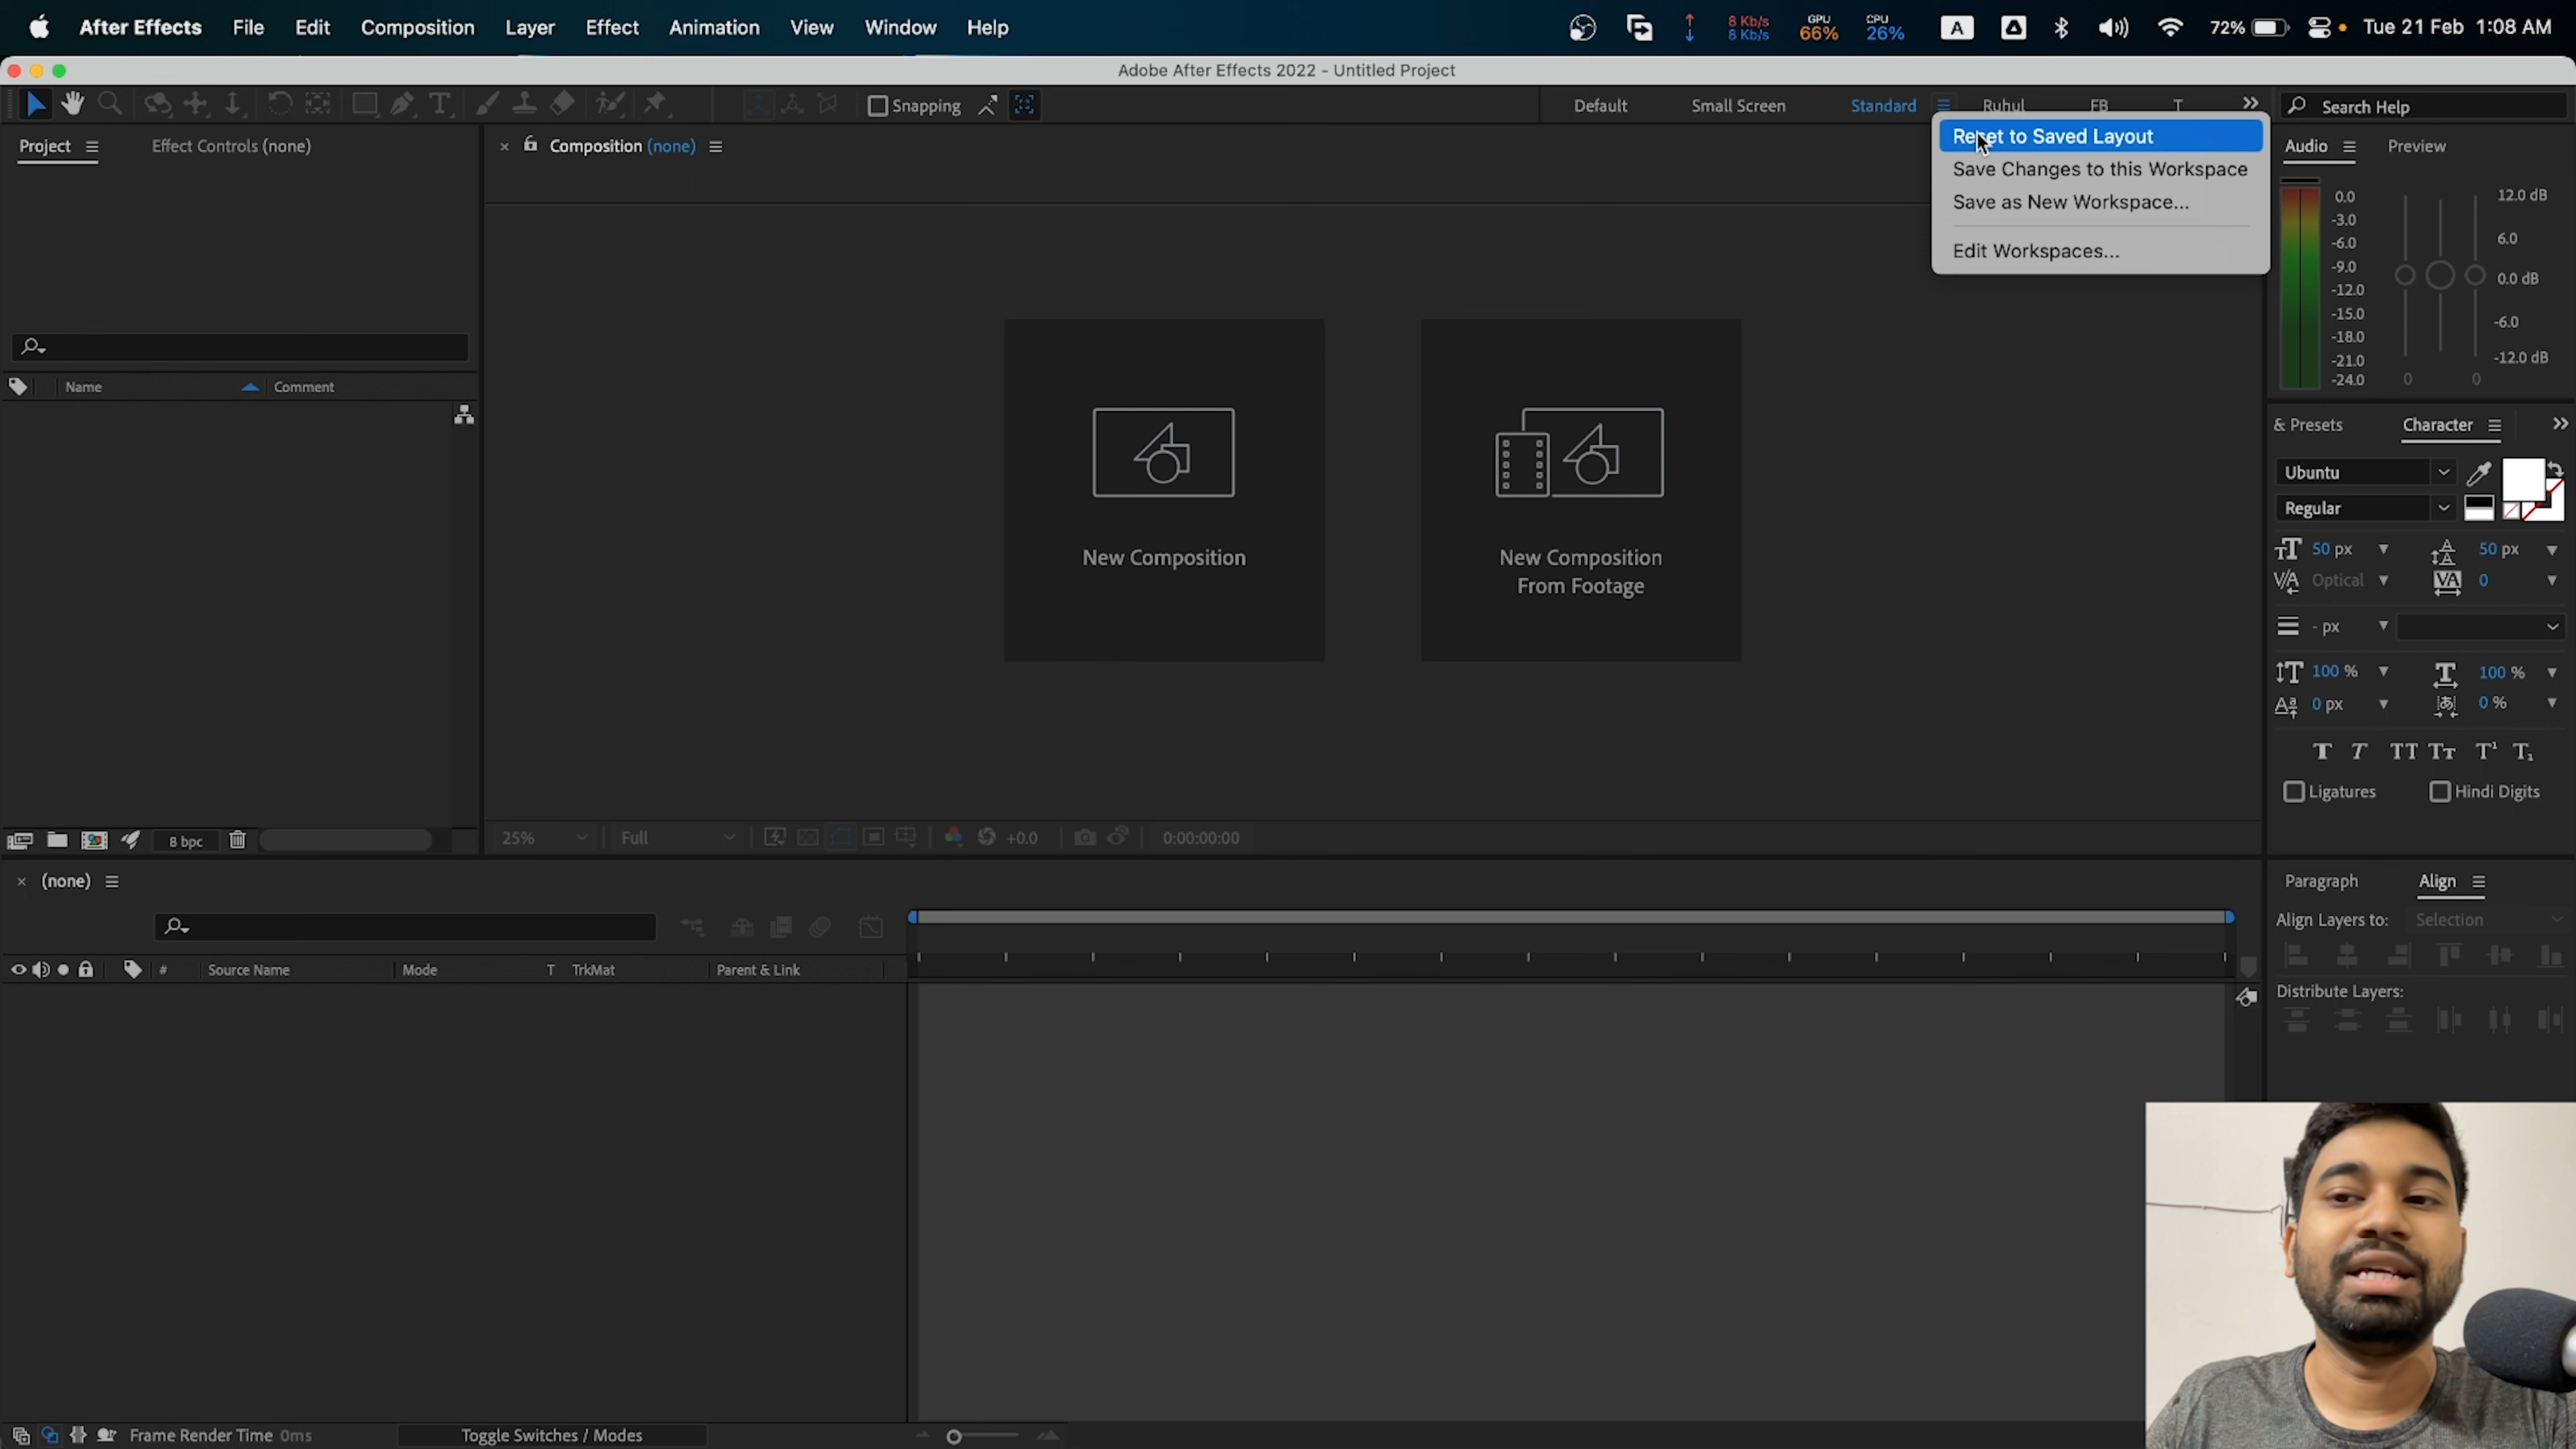 After Effects File Edit Composition Layer Effect Animation View Window Help
8 Kb/s
8 Kb/s
GPU
66%
CPU
26%
A
72%
Tue 21 Feb 1:08 AM
Adobe After Effects 2022 - Untitled Project
Snapping
Default Small Screen Standard Ruhul FB T
Search Help
Project Effect Controls (none)
Composition (none)
Reset to Saved Layout
Save Changes to this Workspace
Save as New Workspace...
Edit Workspaces...
Audio Preview
0.0
-3.0
-6.0
-9.0
-12.0
-15.0
-18.0
-21.0
-24.0
12.0 dB
6.0
0.0 dB
-6.0
-12.0 dB
0 0
Name Comment
New Composition
New Composition
From Footage
& Presets Character
Ubuntu
Regular
50 px 50 px
Optical 0
- px
100 % 100 %
0 px 0 %
Ligatures Hindi Digits
8 bpc
25% Full +0.0 0:00:00:00
(none)
# Source Name Mode T TrkMat Parent & Link
Paragraph Align
Align Layers to: Selection
Distribute Layers:
Frame Render Time 0ms
Toggle Switches / Modes